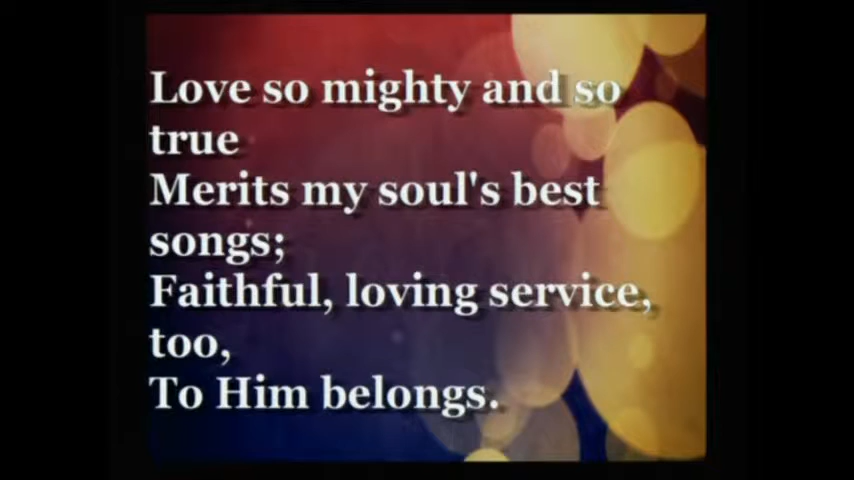 Love so mighty and so
true
Merits my soul's best
songs;
Faithful, loving service,
too,
To Him belongs.